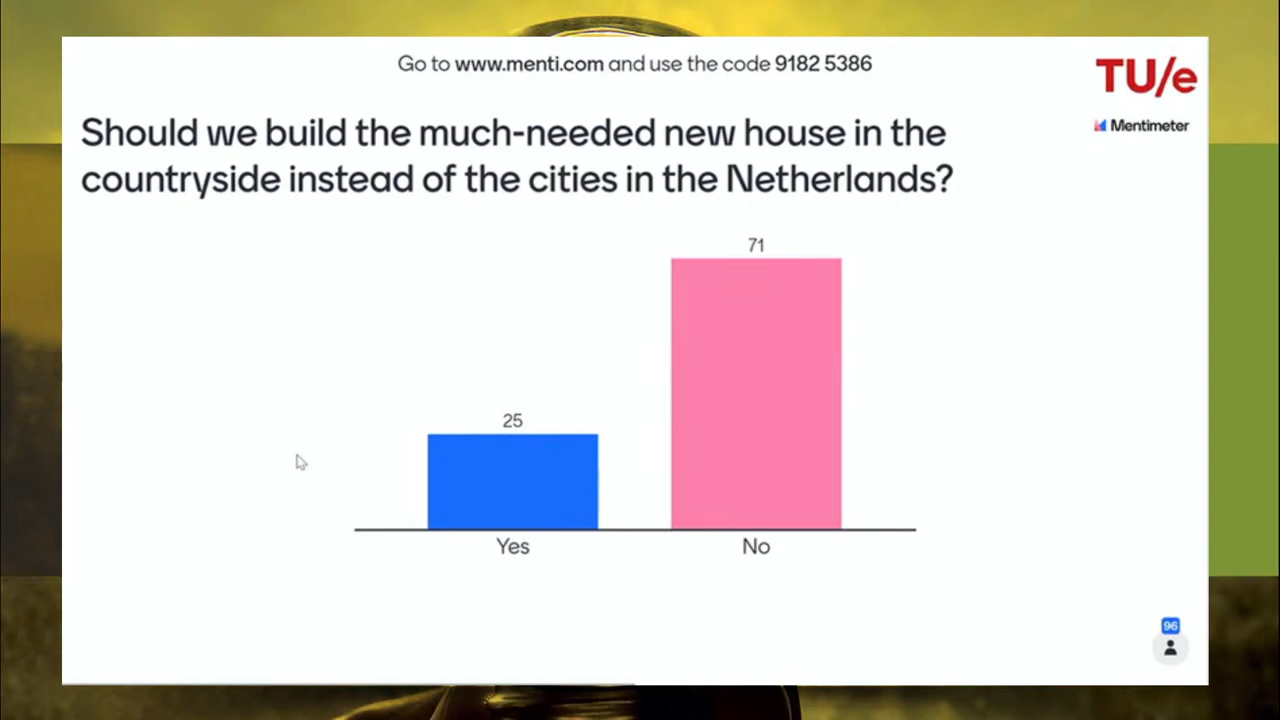 Go to www.menti.com and use the code 9182 5386
TU/e
Mentimeter
Should we build the much-needed new house in the
countryside instead of the cities in the Netherlands?
71
25
Yes
No
96